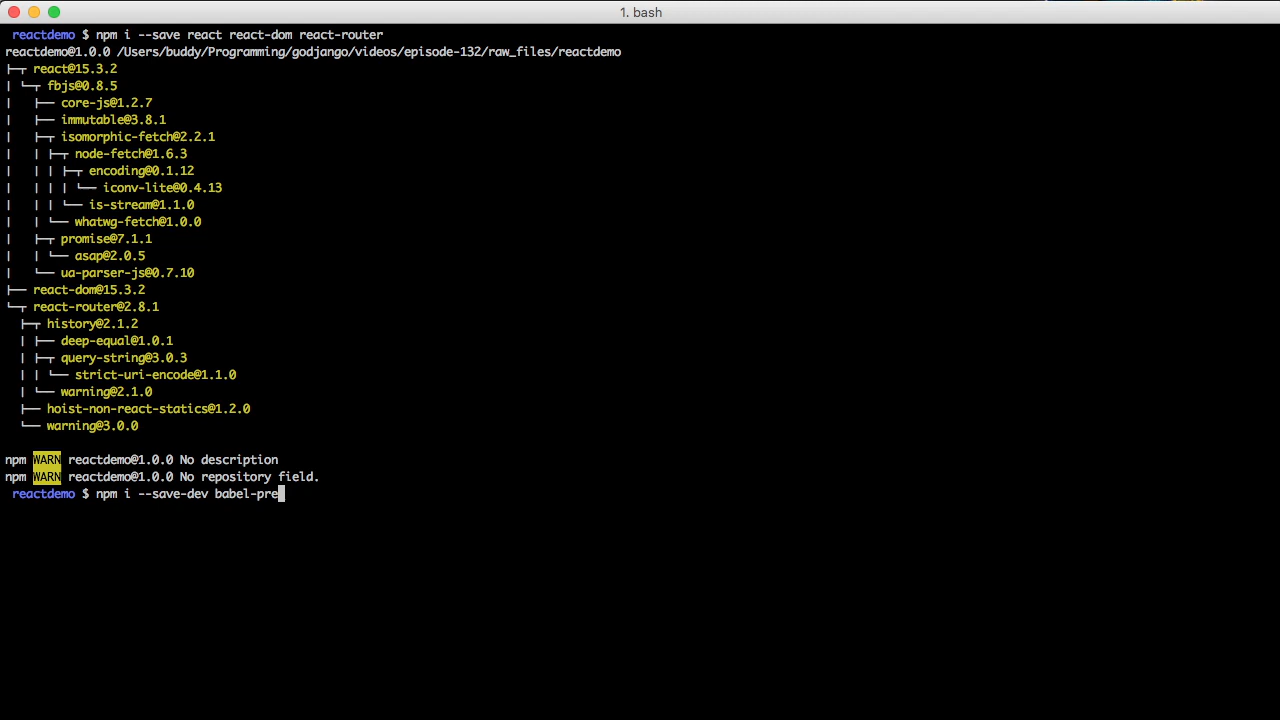 1. bash
reactdemo $ npm i --save react react-dom react-router
reactdemo@1.0.0 /Users/buddy/Programming/godjango/videos/episode-132/raw_files/reactdemo
├─┬ react@15.3.2
│ └─┬ fbjs@0.8.5
│   ├── core-js@1.2.7
│   ├── immutable@3.8.1
│   ├─┬ isomorphic-fetch@2.2.1
│   │ ├─┬ node-fetch@1.6.3
│   │ │ ├─┬ encoding@0.1.12
│   │ │ │ └── iconv-lite@0.4.13
│   │ │ └── is-stream@1.1.0
│   │ └── whatwg-fetch@1.0.0
│   ├─┬ promise@7.1.1
│   │ └── asap@2.0.5
│   └── ua-parser-js@0.7.10
├── react-dom@15.3.2
└─┬ react-router@2.8.1
  ├─┬ history@2.1.2
  │ ├── deep-equal@1.0.1
  │ ├─┬ query-string@3.0.3
  │ │ └── strict-uri-encode@1.1.0
  │ └── warning@2.1.0
  ├── hoist-non-react-statics@1.2.0
  └── warning@3.0.0
npm WARN reactdemo@1.0.0 No description
npm WARN reactdemo@1.0.0 No repository field.
reactdemo $ npm i --save-dev babel-pre